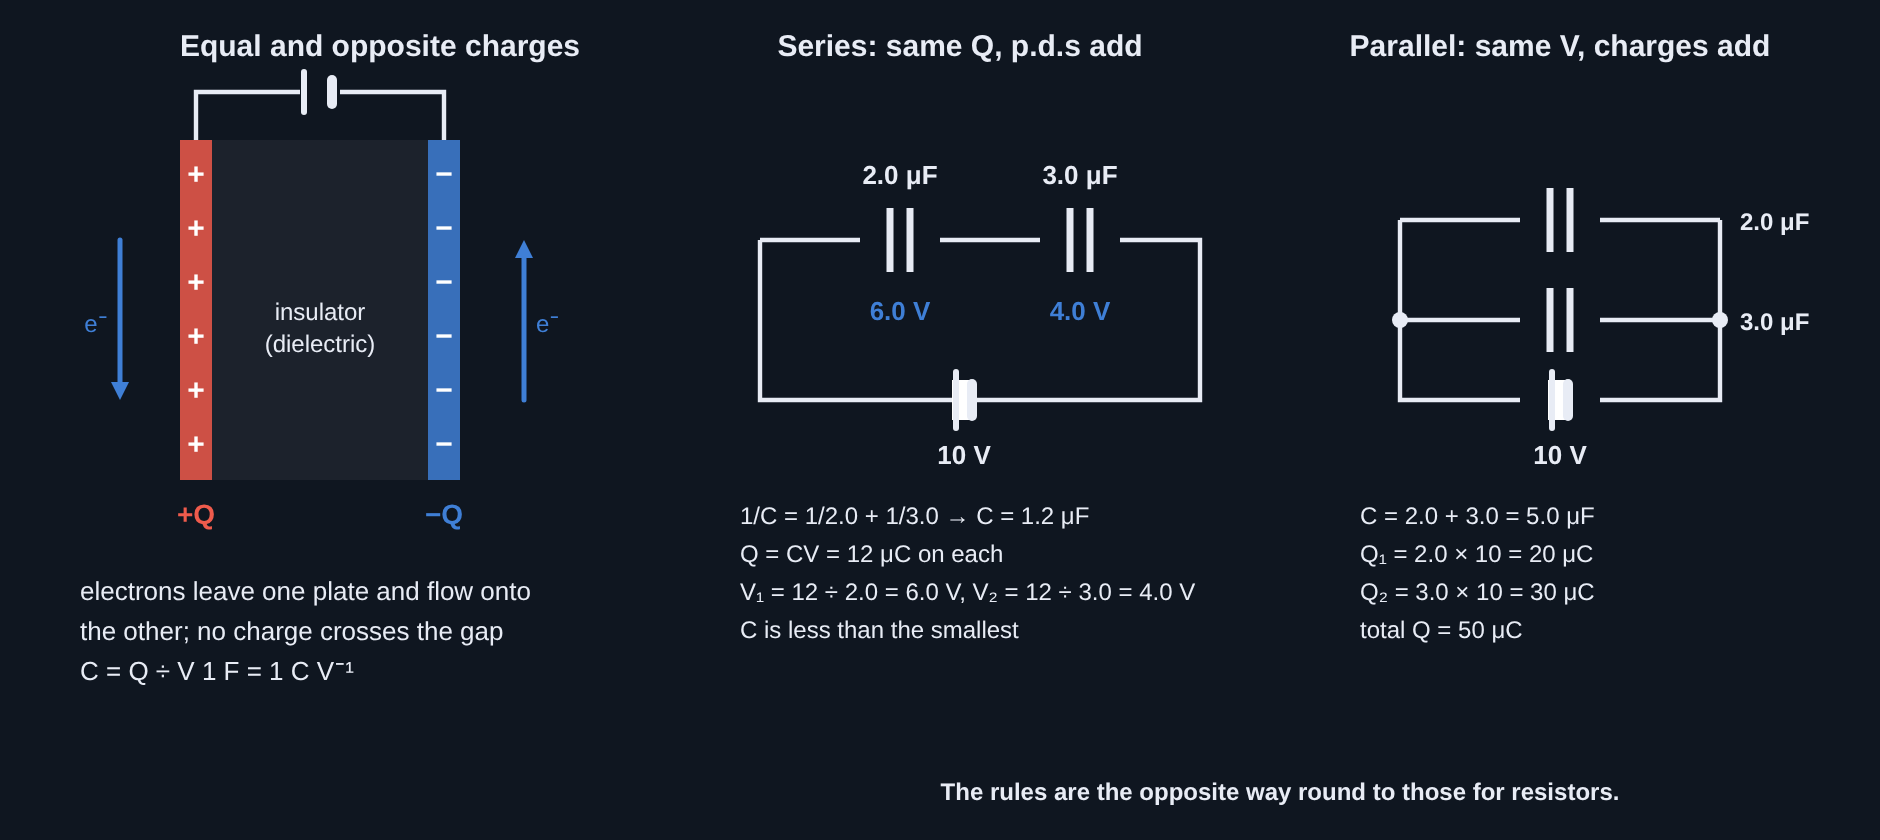 Equal and opposite charges
+ −
+ −
+ −
+ −
+ −
+ −
e⁻
e⁻
insulator
(dielectric)
+Q
−Q
electrons leave one plate and flow onto
the other; no charge crosses the gap
C = Q ÷ V 1 F = 1 C V⁻¹
Series: same Q, p.d.s add
2.0 μF
3.0 μF
6.0 V
4.0 V
10 V
1/C = 1/2.0 + 1/3.0 → C = 1.2 μF
Q = CV = 12 μC on each
V₁ = 12 ÷ 2.0 = 6.0 V, V₂ = 12 ÷ 3.0 = 4.0 V
C is less than the smallest
Parallel: same V, charges add
2.0 μF
3.0 μF
10 V
C = 2.0 + 3.0 = 5.0 μF
Q₁ = 2.0 × 10 = 20 μC
Q₂ = 3.0 × 10 = 30 μC
total Q = 50 μC
The rules are the opposite way round to those for resistors.